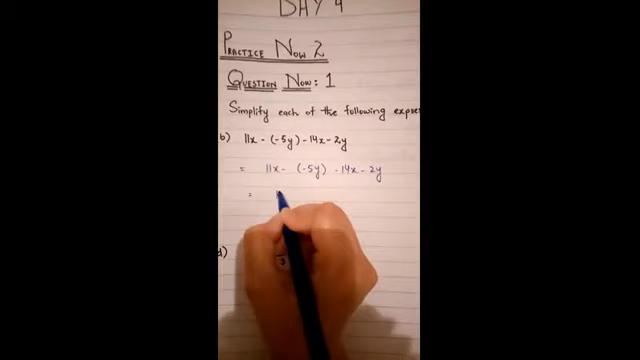 DAY 4
PRACTICE NOW 2
QUESTION NOW: 1
Simplify each of the following expre
b) 11x - (-5y) - 14x - 2y
= 11x - (-5y) - 14x - 2y
=
d)